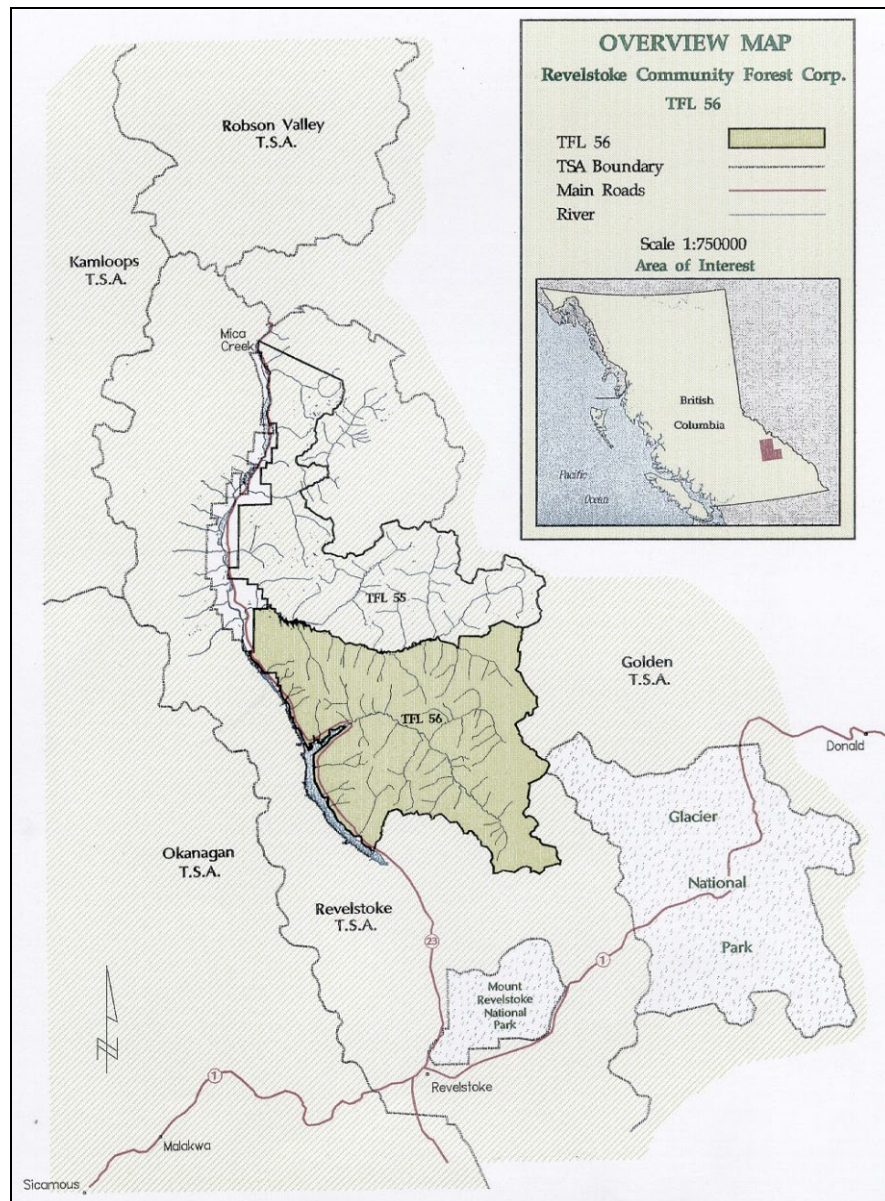 OVERVIEW MAP
Revelstoke Community Forest Corp.
TFL 56
TFL 56
TSA Boundary
Main Roads
River
Scale 1:750000
Area of Interest
British
Columbia
Pacific
Ocean
Robson Valley
T.S.A.
Kamloops
T.S.A.
Mica
Creek
TFL 55
Golden
T.S.A.
TFL 56
Donald
Glacier
National
Park
Okanagan
T.S.A.
Revelstoke
T.S.A.
23
1
Mount
Revelstoke
National
Park
1
Revelstoke
Malakwa
Sicamous